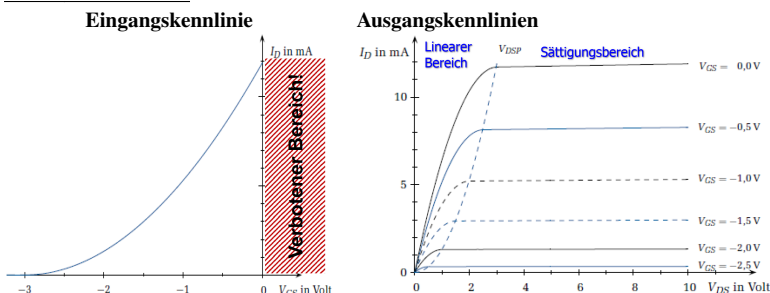 Eingangskennlinie
I_D in mA
Verbotener Bereich!
−3 −2 −1 0 V_GS in Volt
Ausgangskennlinien
I_D in mA
Linearer
Bereich
V_DSP
Sättigungsbereich
10
5
0
V_GS = 0,0 V
V_GS = −0,5 V
V_GS = −1,0 V
V_GS = −1,5 V
V_GS = −2,0 V
V_GS = −2,5 V
0 2 4 6 8 10 V_DS in Volt